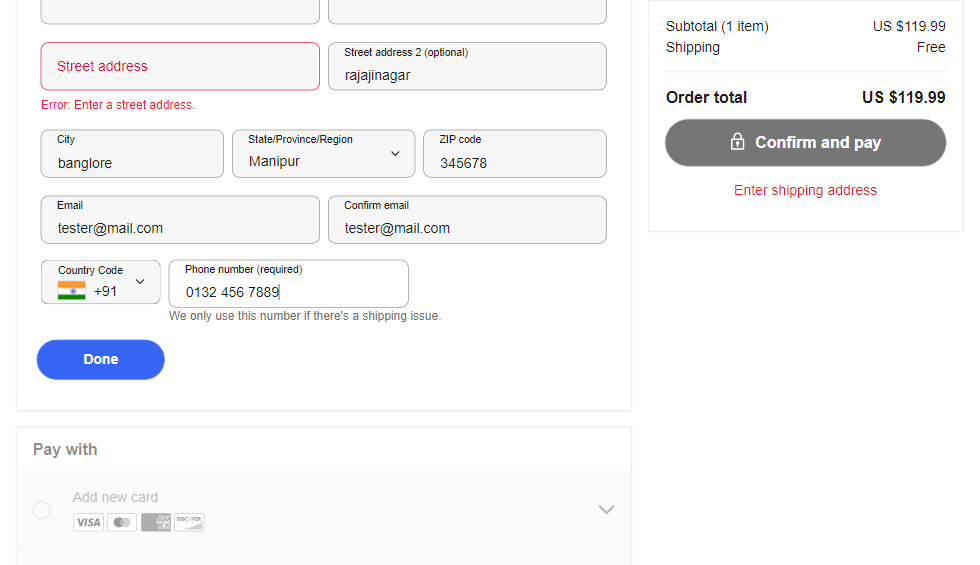 Street address
Error: Enter a street address.
Street address 2 (optional)
rajajinagar
City
banglore
State/Province/Region
Manipur
ZIP code
345678
Email
tester@mail.com
Confirm email
tester@mail.com
Country Code
+91
Phone number (required)
0132 456 7889
We only use this number if there's a shipping issue.
Done
Pay with
Add new card
VISA
DISCOVER
Subtotal (1 item) US $119.99
Shipping Free
Order total US $119.99
Confirm and pay
Enter shipping address